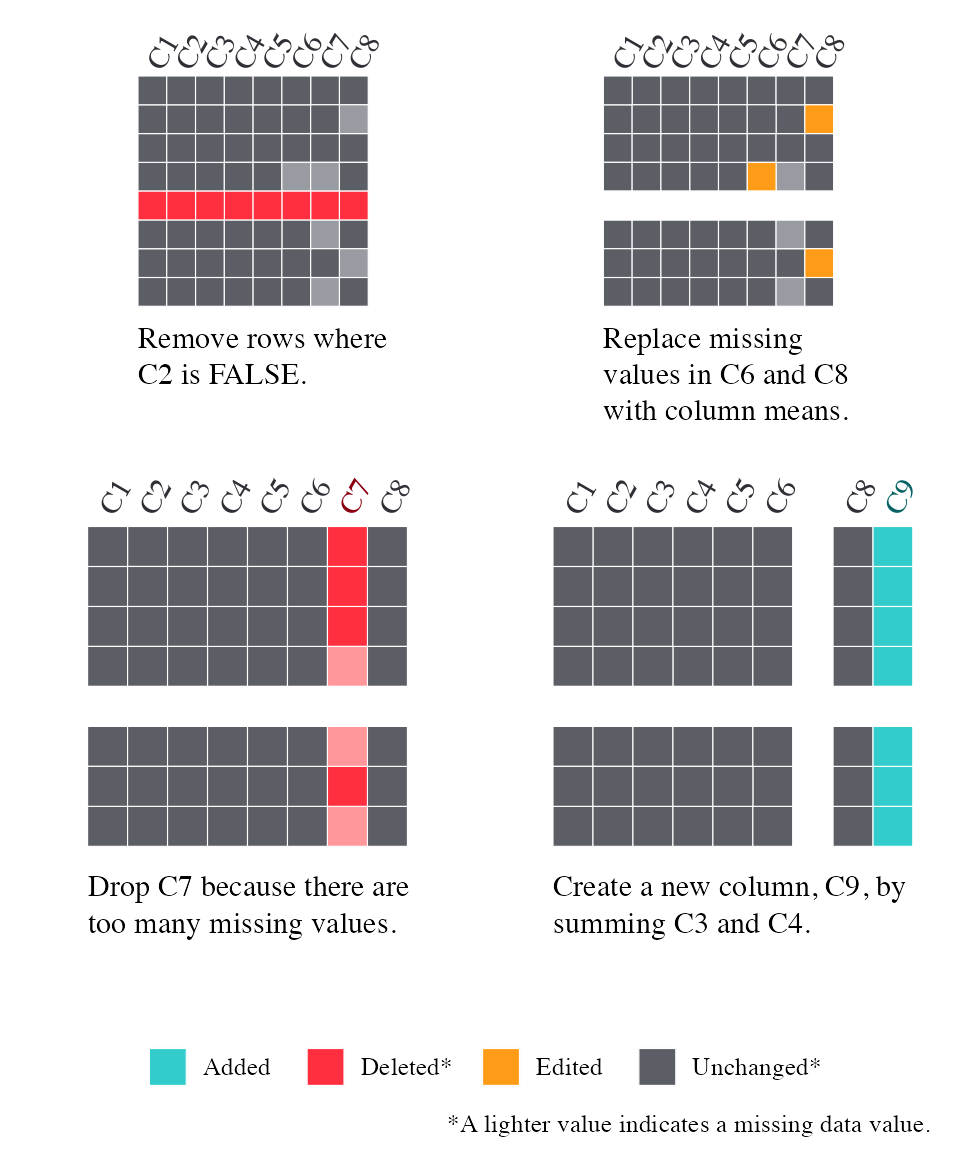 C1 C2 C3 C4 C5 C6 C7 C8
Remove rows where
C2 is FALSE.
C1 C2 C3 C4 C5 C6 C7 C8
Replace missing
values in C6 and C8
with column means.
C1 C2 C3 C4 C5 C6 C7 C8
Drop C7 because there are
too many missing values.
C1 C2 C3 C4 C5 C6 C8 C9
Create a new column, C9, by
summing C3 and C4.
Added Deleted* Edited Unchanged*
*A lighter value indicates a missing data value.